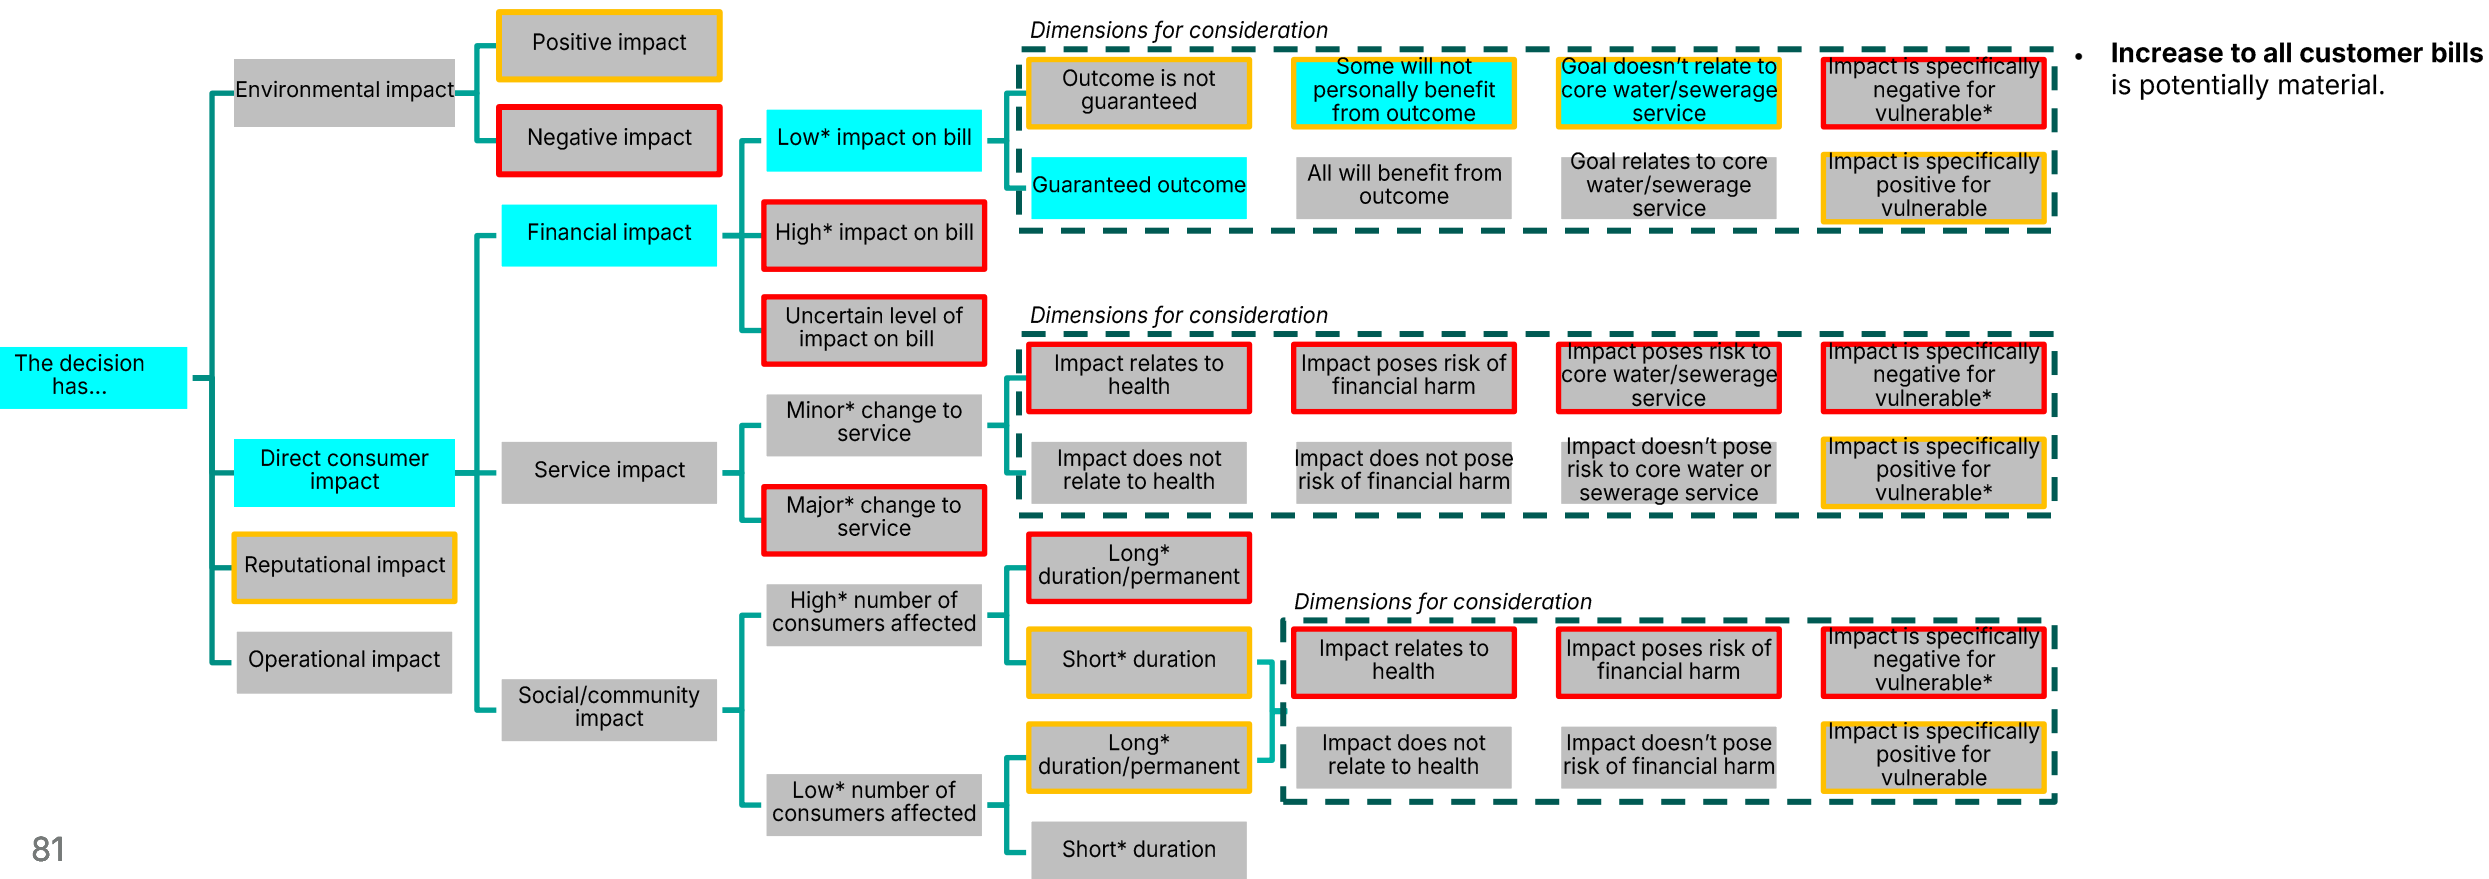 Positive impact
Environmental impact
Negative impact
Dimensions for consideration
Outcome is not
guaranteed
Some will not
personally benefit
from outcome
Goal doesn't relate to
core water/sewerage
service
Impact is specifically
negative for
vulnerable*
Low* impact on bill
Guaranteed outcome
All will benefit from
outcome
Goal relates to core
water/sewerage
service
Impact is specifically
positive for
vulnerable
Financial impact
High* impact on bill
Uncertain level of
impact on bill
Dimensions for consideration
The decision
has...
Impact relates to
health
Impact poses risk of
financial harm
Impact poses risk to
core water/sewerage
service
Impact is specifically
negative for
vulnerable*
Minor* change to
service
Direct consumer
impact
Service impact
Impact does not
relate to health
Impact does not pose
risk of financial harm
Impact doesn't pose
risk to core water or
sewerage service
Impact is specifically
positive for
vulnerable*
Major* change to
service
Reputational impact
Long*
duration/permanent
High* number of
consumers affected
Dimensions for consideration
Operational impact
Short* duration
Impact relates to
health
Impact poses risk of
financial harm
Impact is specifically
negative for
vulnerable*
Social/community
impact
Long*
duration/permanent
Impact does not
relate to health
Impact doesn't pose
risk of financial harm
Impact is specifically
positive for
vulnerable
Low* number of
consumers affected
Short* duration
• Increase to all customer bills
is potentially material.
81